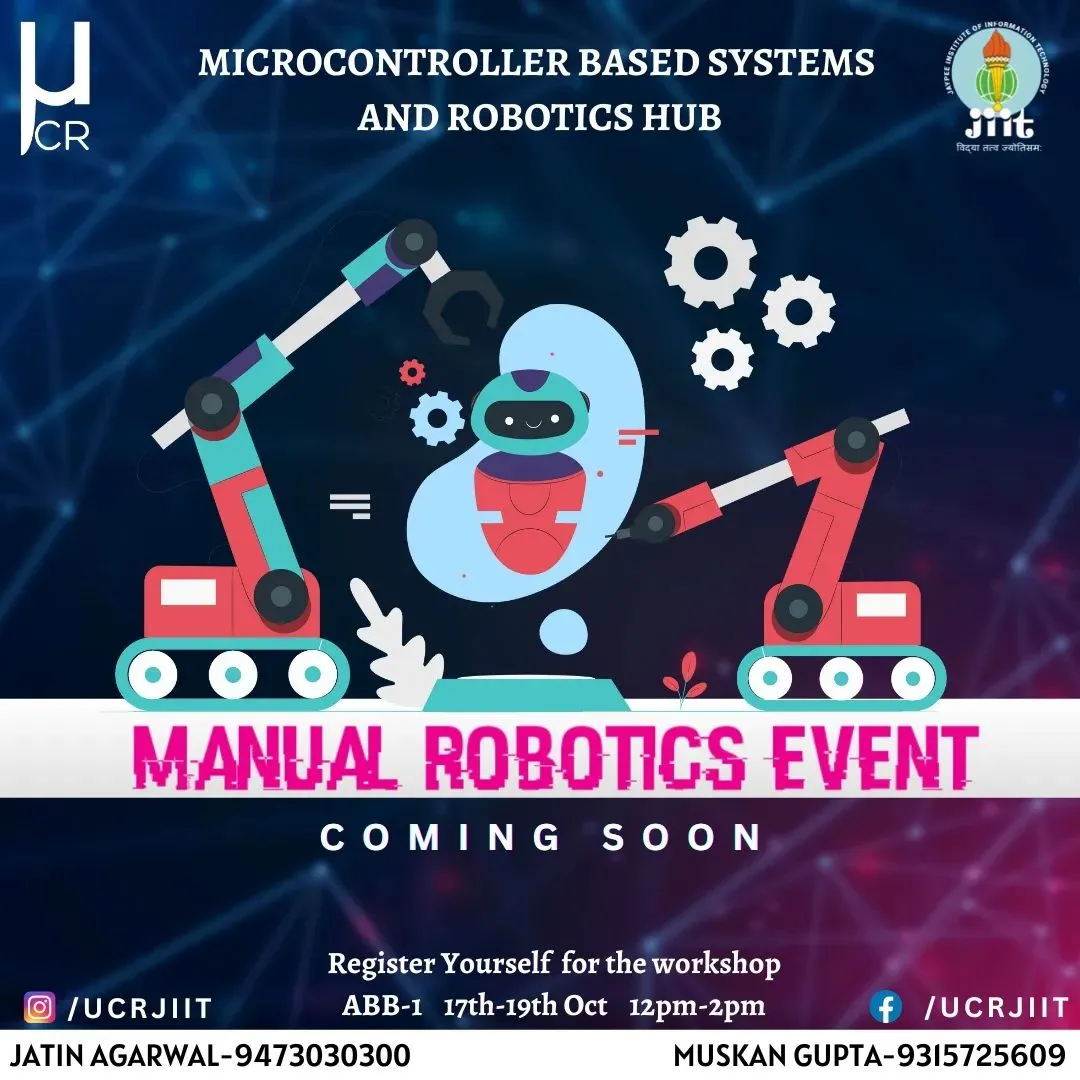 µ
CR
MICROCONTROLLER BASED SYSTEMS
AND ROBOTICS HUB
JAYPEE INSTITUTE OF INFORMATION TECHNOLOGY
jiit
विद्या तत्व ज्योतिसमः
MANUAL ROBOTICS EVENT
COMING SOON
Register Yourself for the workshop
ABB-1 17th-19th Oct 12pm-2pm
/UCRJIIT
/UCRJIIT
JATIN AGARWAL-9473030300
MUSKAN GUPTA-9315725609